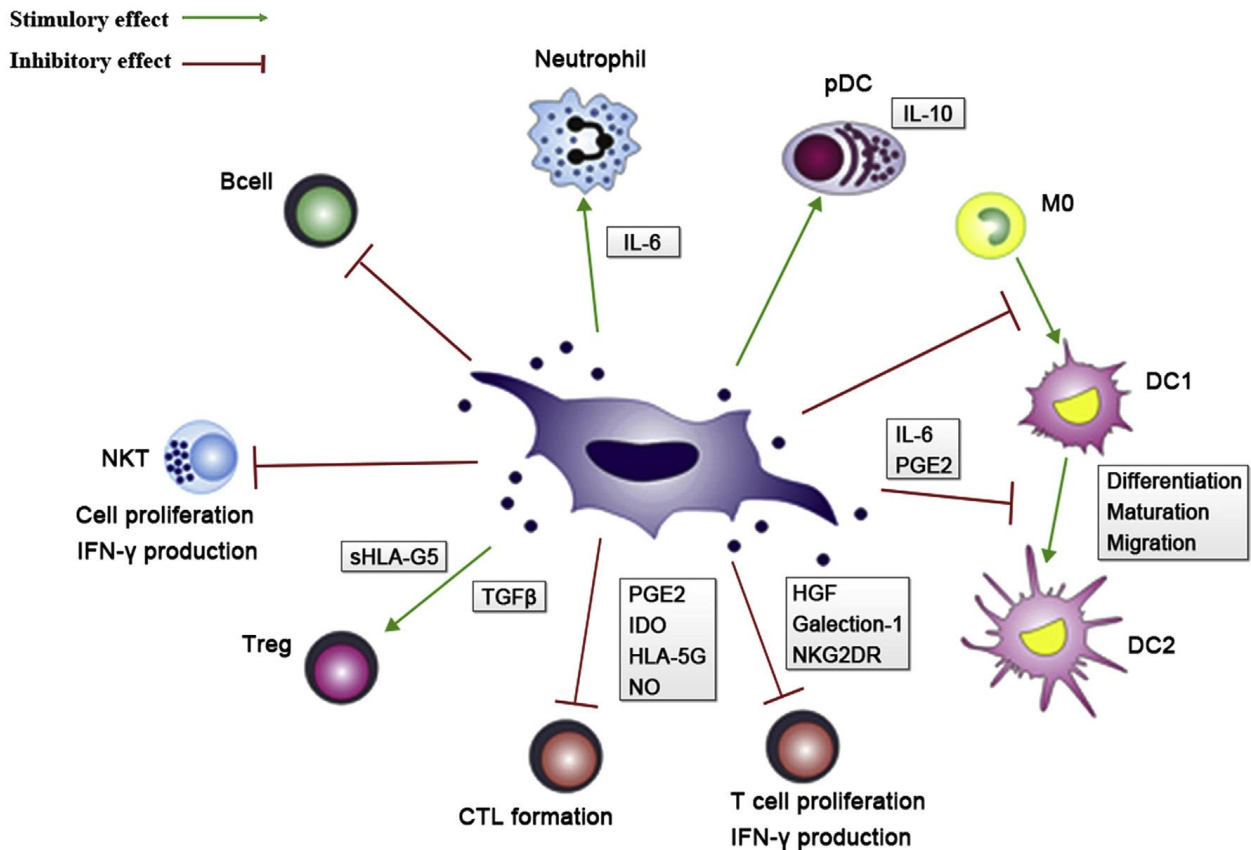 Stimulory effect
Inhibitory effect
Neutrophil
pDC
IL-10
Bcell
M0
IL-6
DC1
IL-6
PGE2
NKT
Cell proliferation
IFN-γ production
Differentiation
Maturation
Migration
sHLA-G5
TGFβ
PGE2
IDO
HLA-5G
NO
HGF
Galection-1
NKG2DR
Treg
DC2
CTL formation
T cell proliferation
IFN-γ production